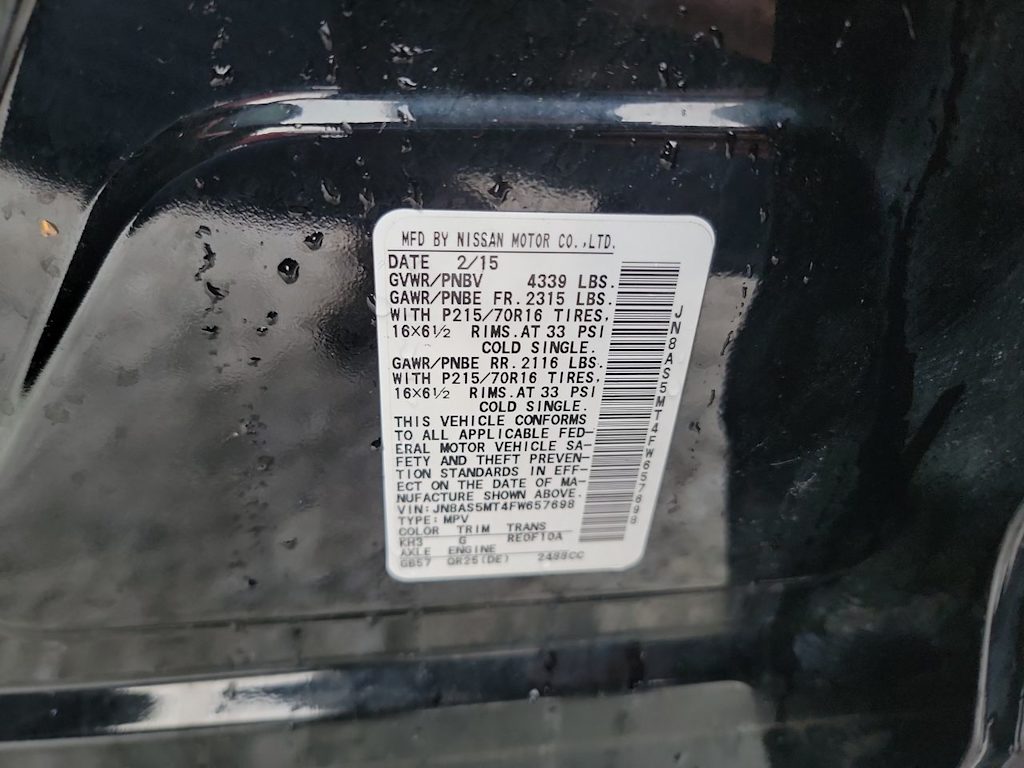 MFD BY NISSAN MOTOR CO.,LTD.
DATE 2/15
GVWR/PNBV 4339 LBS.
GAWR/PNBE FR. 2315 LBS.
WITH P215/70R16 TIRES,
16×6½ RIMS. AT 33 PSI
COLD SINGLE.
GAWR/PNBE RR. 2116 LBS.
WITH P215/70R16 TIRES,
16×6½ RIMS. AT 33 PSI
COLD SINGLE.
THIS VEHICLE CONFORMS
TO ALL APPLICABLE FED-
ERAL MOTOR VEHICLE SA-
FETY AND THEFT PREVEN-
TION STANDARDS IN EFF-
ECT ON THE DATE OF MA-
NUFACTURE SHOWN ABOVE.
VIN: JN8AS5MT4FW657898
TYPE: MPV
COLOR TRIM TRANS
KH3 G RE0F10A
AXLE ENGINE
GB57 QR25(DE) 2488CC
JN8AS5MT4FW657898